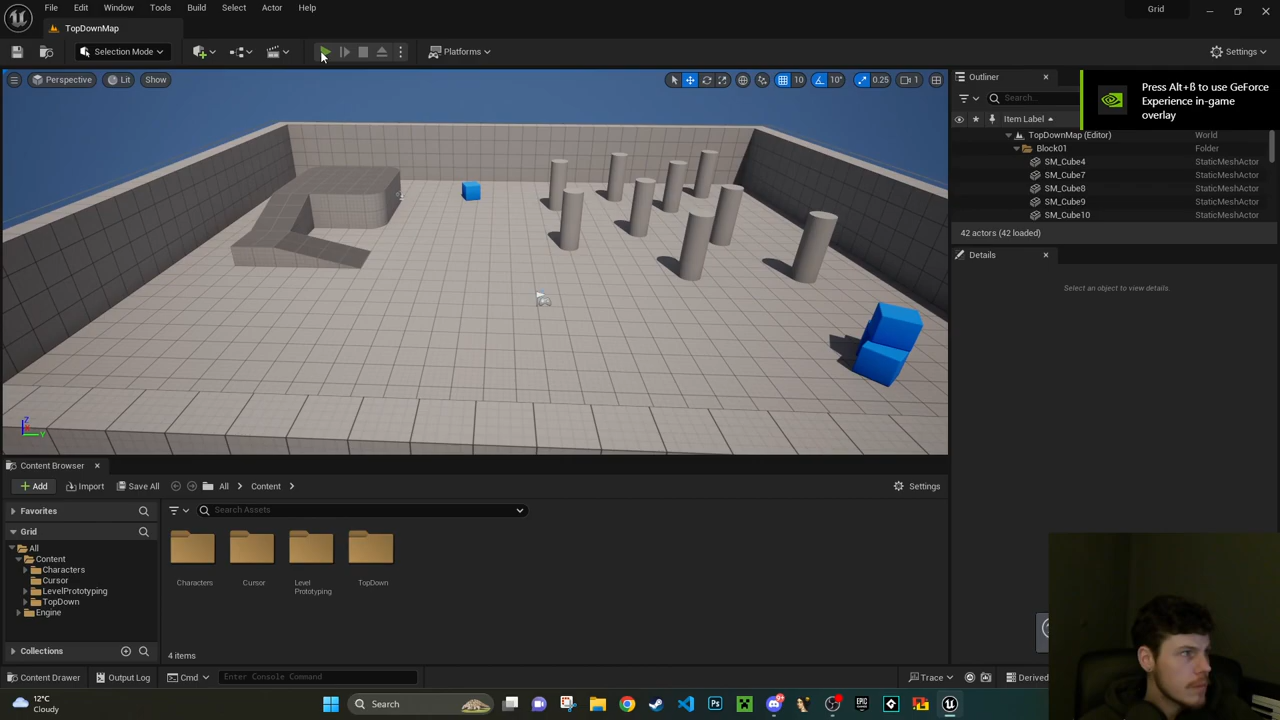 File Edit Window Tools Build Select Actor Help
Grid
TopDownMap
Selection Mode
Platforms
Settings
Perspective
Lit
Show
10
10°
0.25
1
Outliner
Search...
Press Alt+ß to use GeForce
Experience in-game
overlay
Item Label
TopDownMap (Editor) World
Block01 Folder
SM_Cube4 StaticMeshActor
SM_Cube7 StaticMeshActor
SM_Cube8 StaticMeshActor
SM_Cube9 StaticMeshActor
SM_Cube10 StaticMeshActor
42 actors (42 loaded)
Details
Select an object to view details.
Z
Y
Content Browser
Add
Import
Save All
All
Content
Settings
Favorites
Search Assets
Grid
All
Content
Characters
Cursor
LevelPrototyping
TopDown
Engine
Characters
Cursor
Level
Prototyping
TopDown
Collections
4 items
Content Drawer
Output Log
Cmd
Enter Console Command
Trace
Derived
12°C
Cloudy
Search